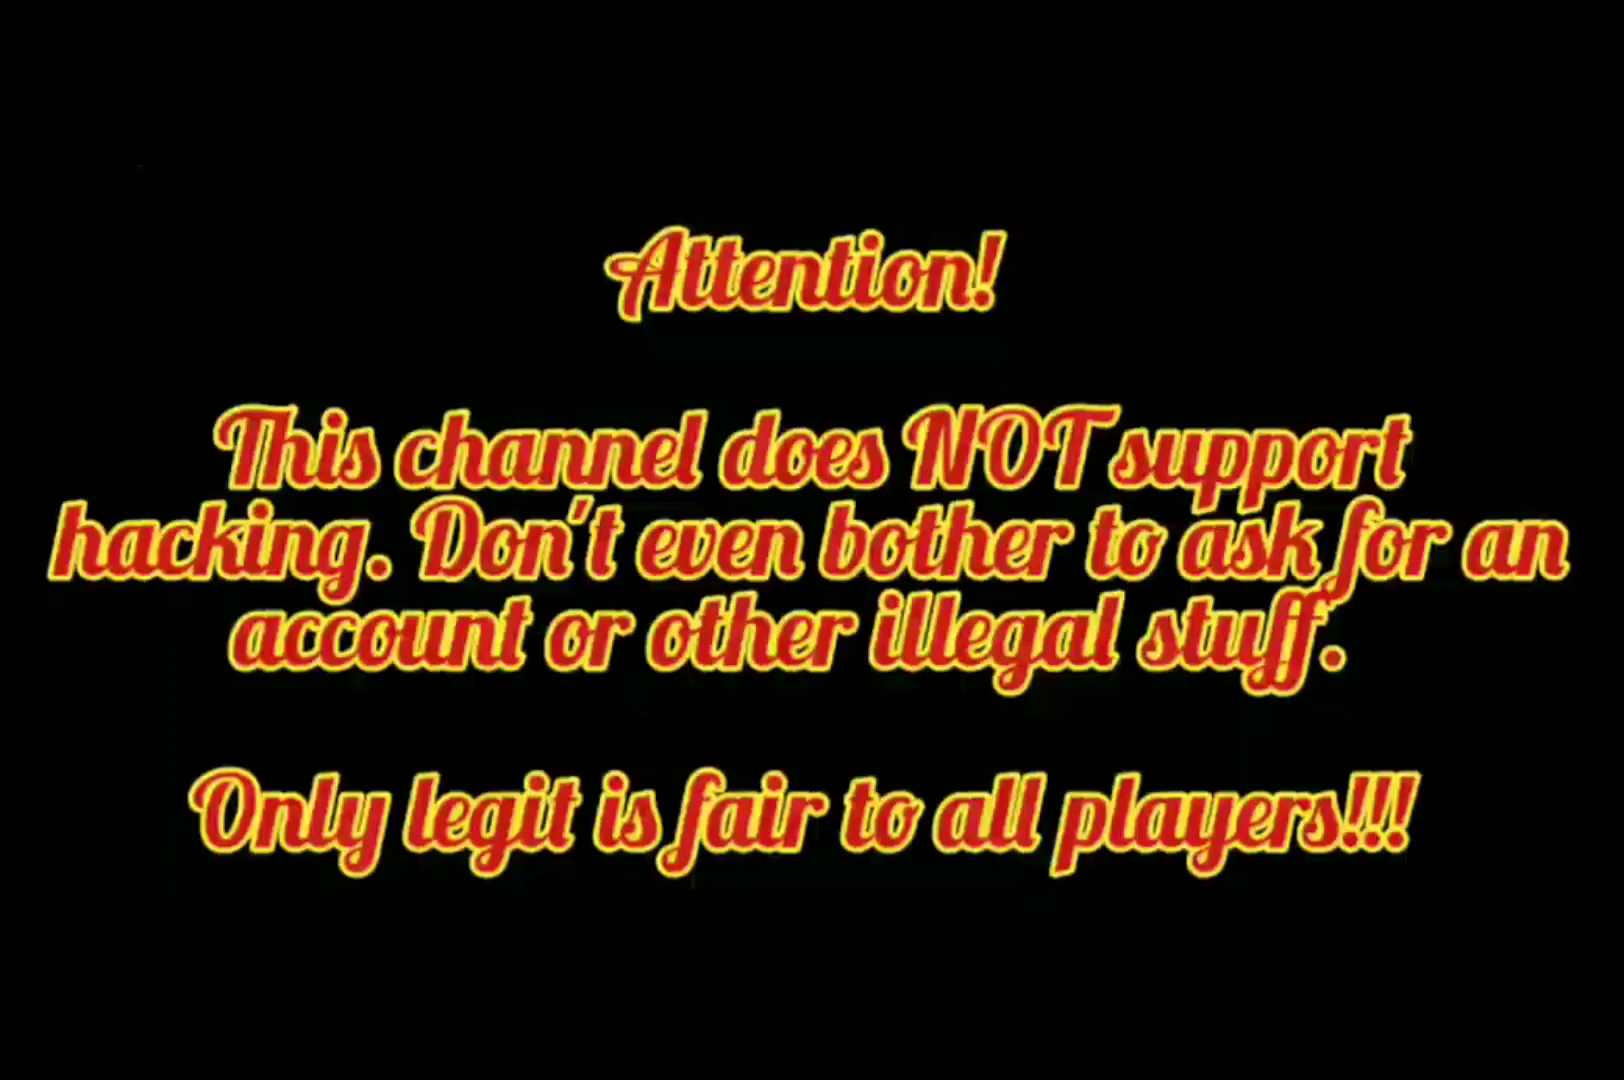 Attention!
This channel does NOT support
hacking. Don't even bother to ask for an
account or other illegal stuff.
Only legit is fair to all players!!!